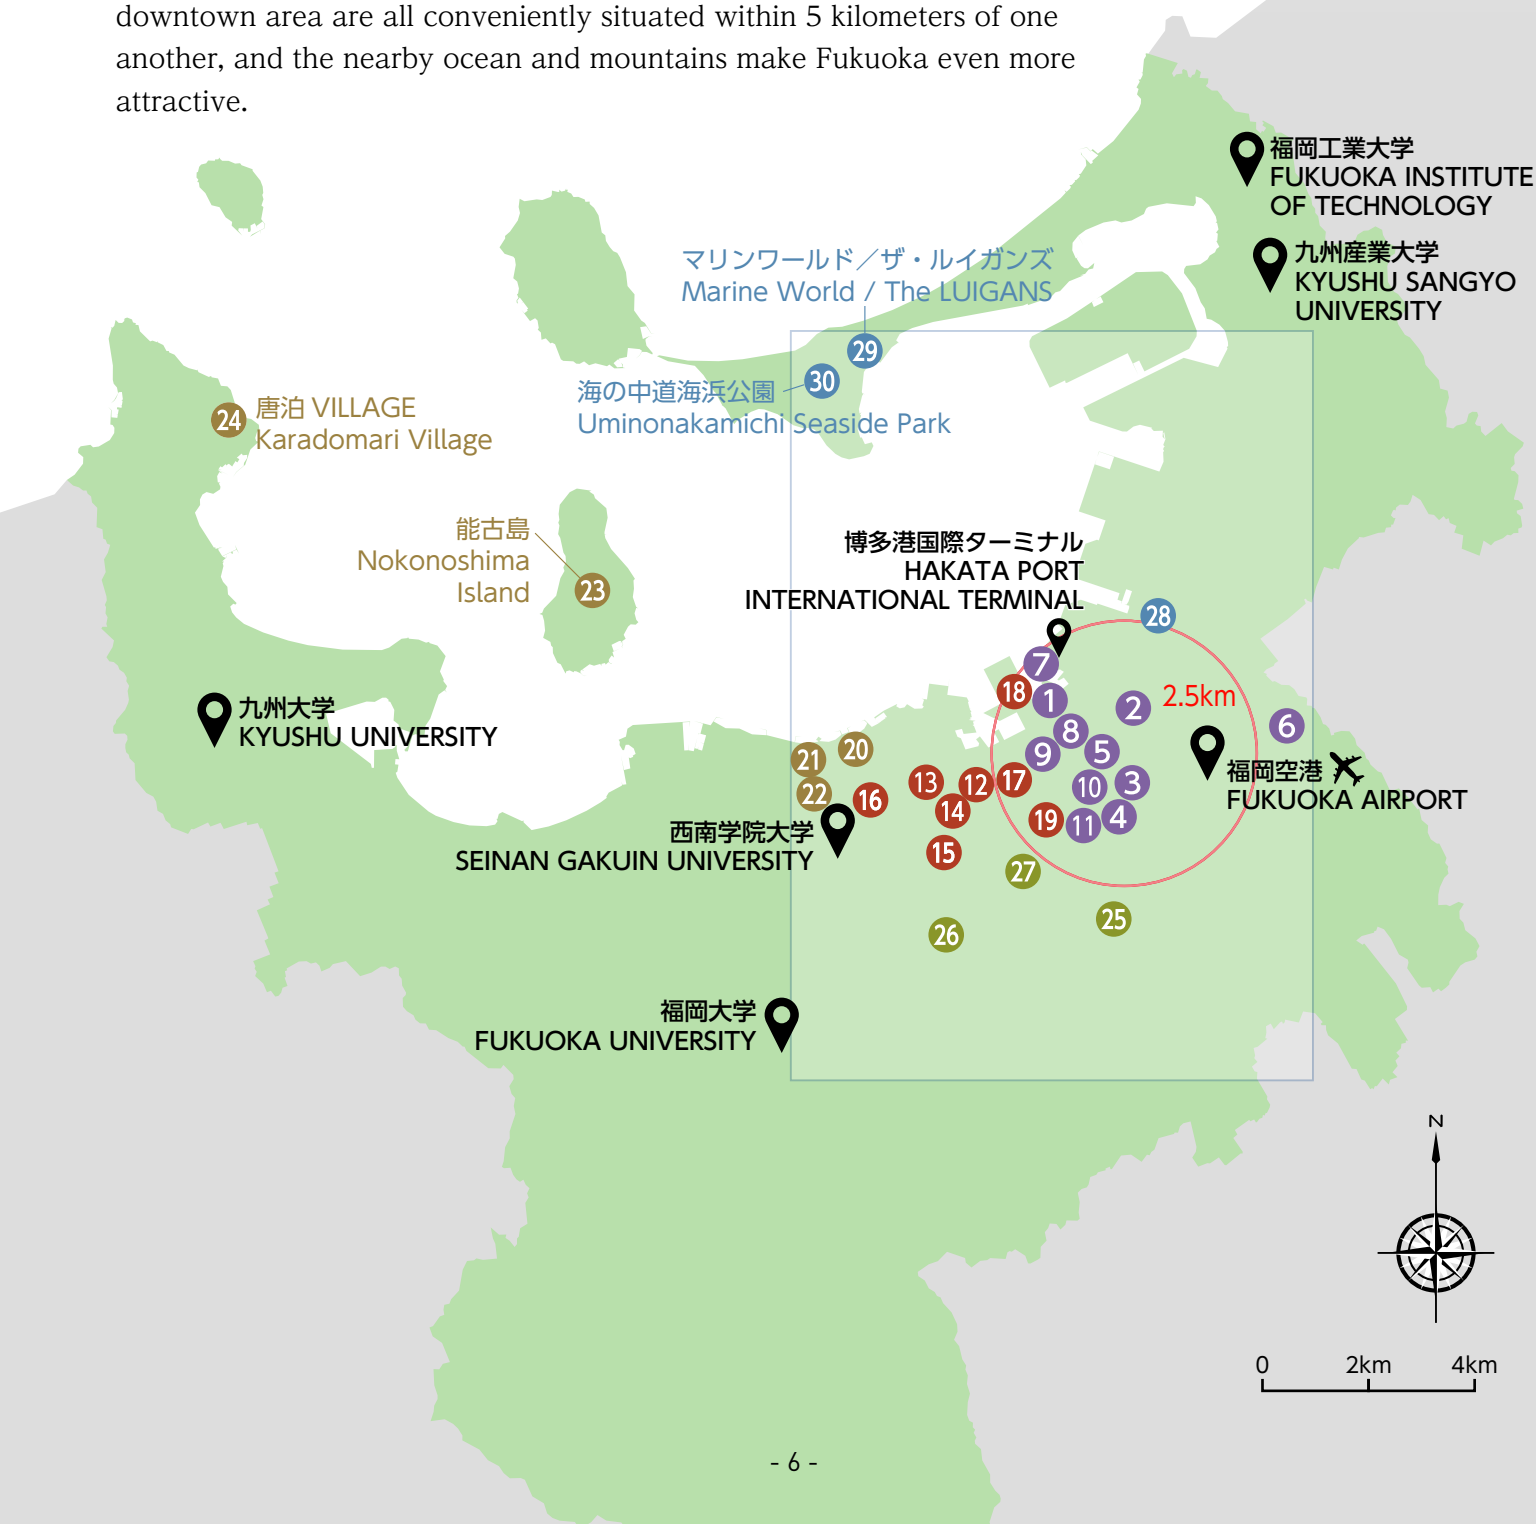 downtown area are all conveniently situated within 5 kilometers of one
another, and the nearby ocean and mountains make Fukuoka even more
attractive.
福岡工業大学
FUKUOKA INSTITUTE
OF TECHNOLOGY
九州産業大学
KYUSHU SANGYO
UNIVERSITY
マリンワールド／ザ・ルイガンズ
Marine World / The LUIGANS
29
30
海の中道海浜公園
Uminonakamichi Seaside Park
24
唐泊 VILLAGE
Karadomari Village
能古島
Nokonoshima
Island
23
博多港国際ターミナル
HAKATA PORT
INTERNATIONAL TERMINAL
28
7
18
1
2
2.5km
6
8
9
5
九州大学
KYUSHU UNIVERSITY
福岡空港
FUKUOKA AIRPORT
20
21
22
16
13
12
17
14
10
3
19
11
4
15
西南学院大学
SEINAN GAKUIN UNIVERSITY
27
25
26
福岡大学
FUKUOKA UNIVERSITY
N
0 2km 4km
- 6 -